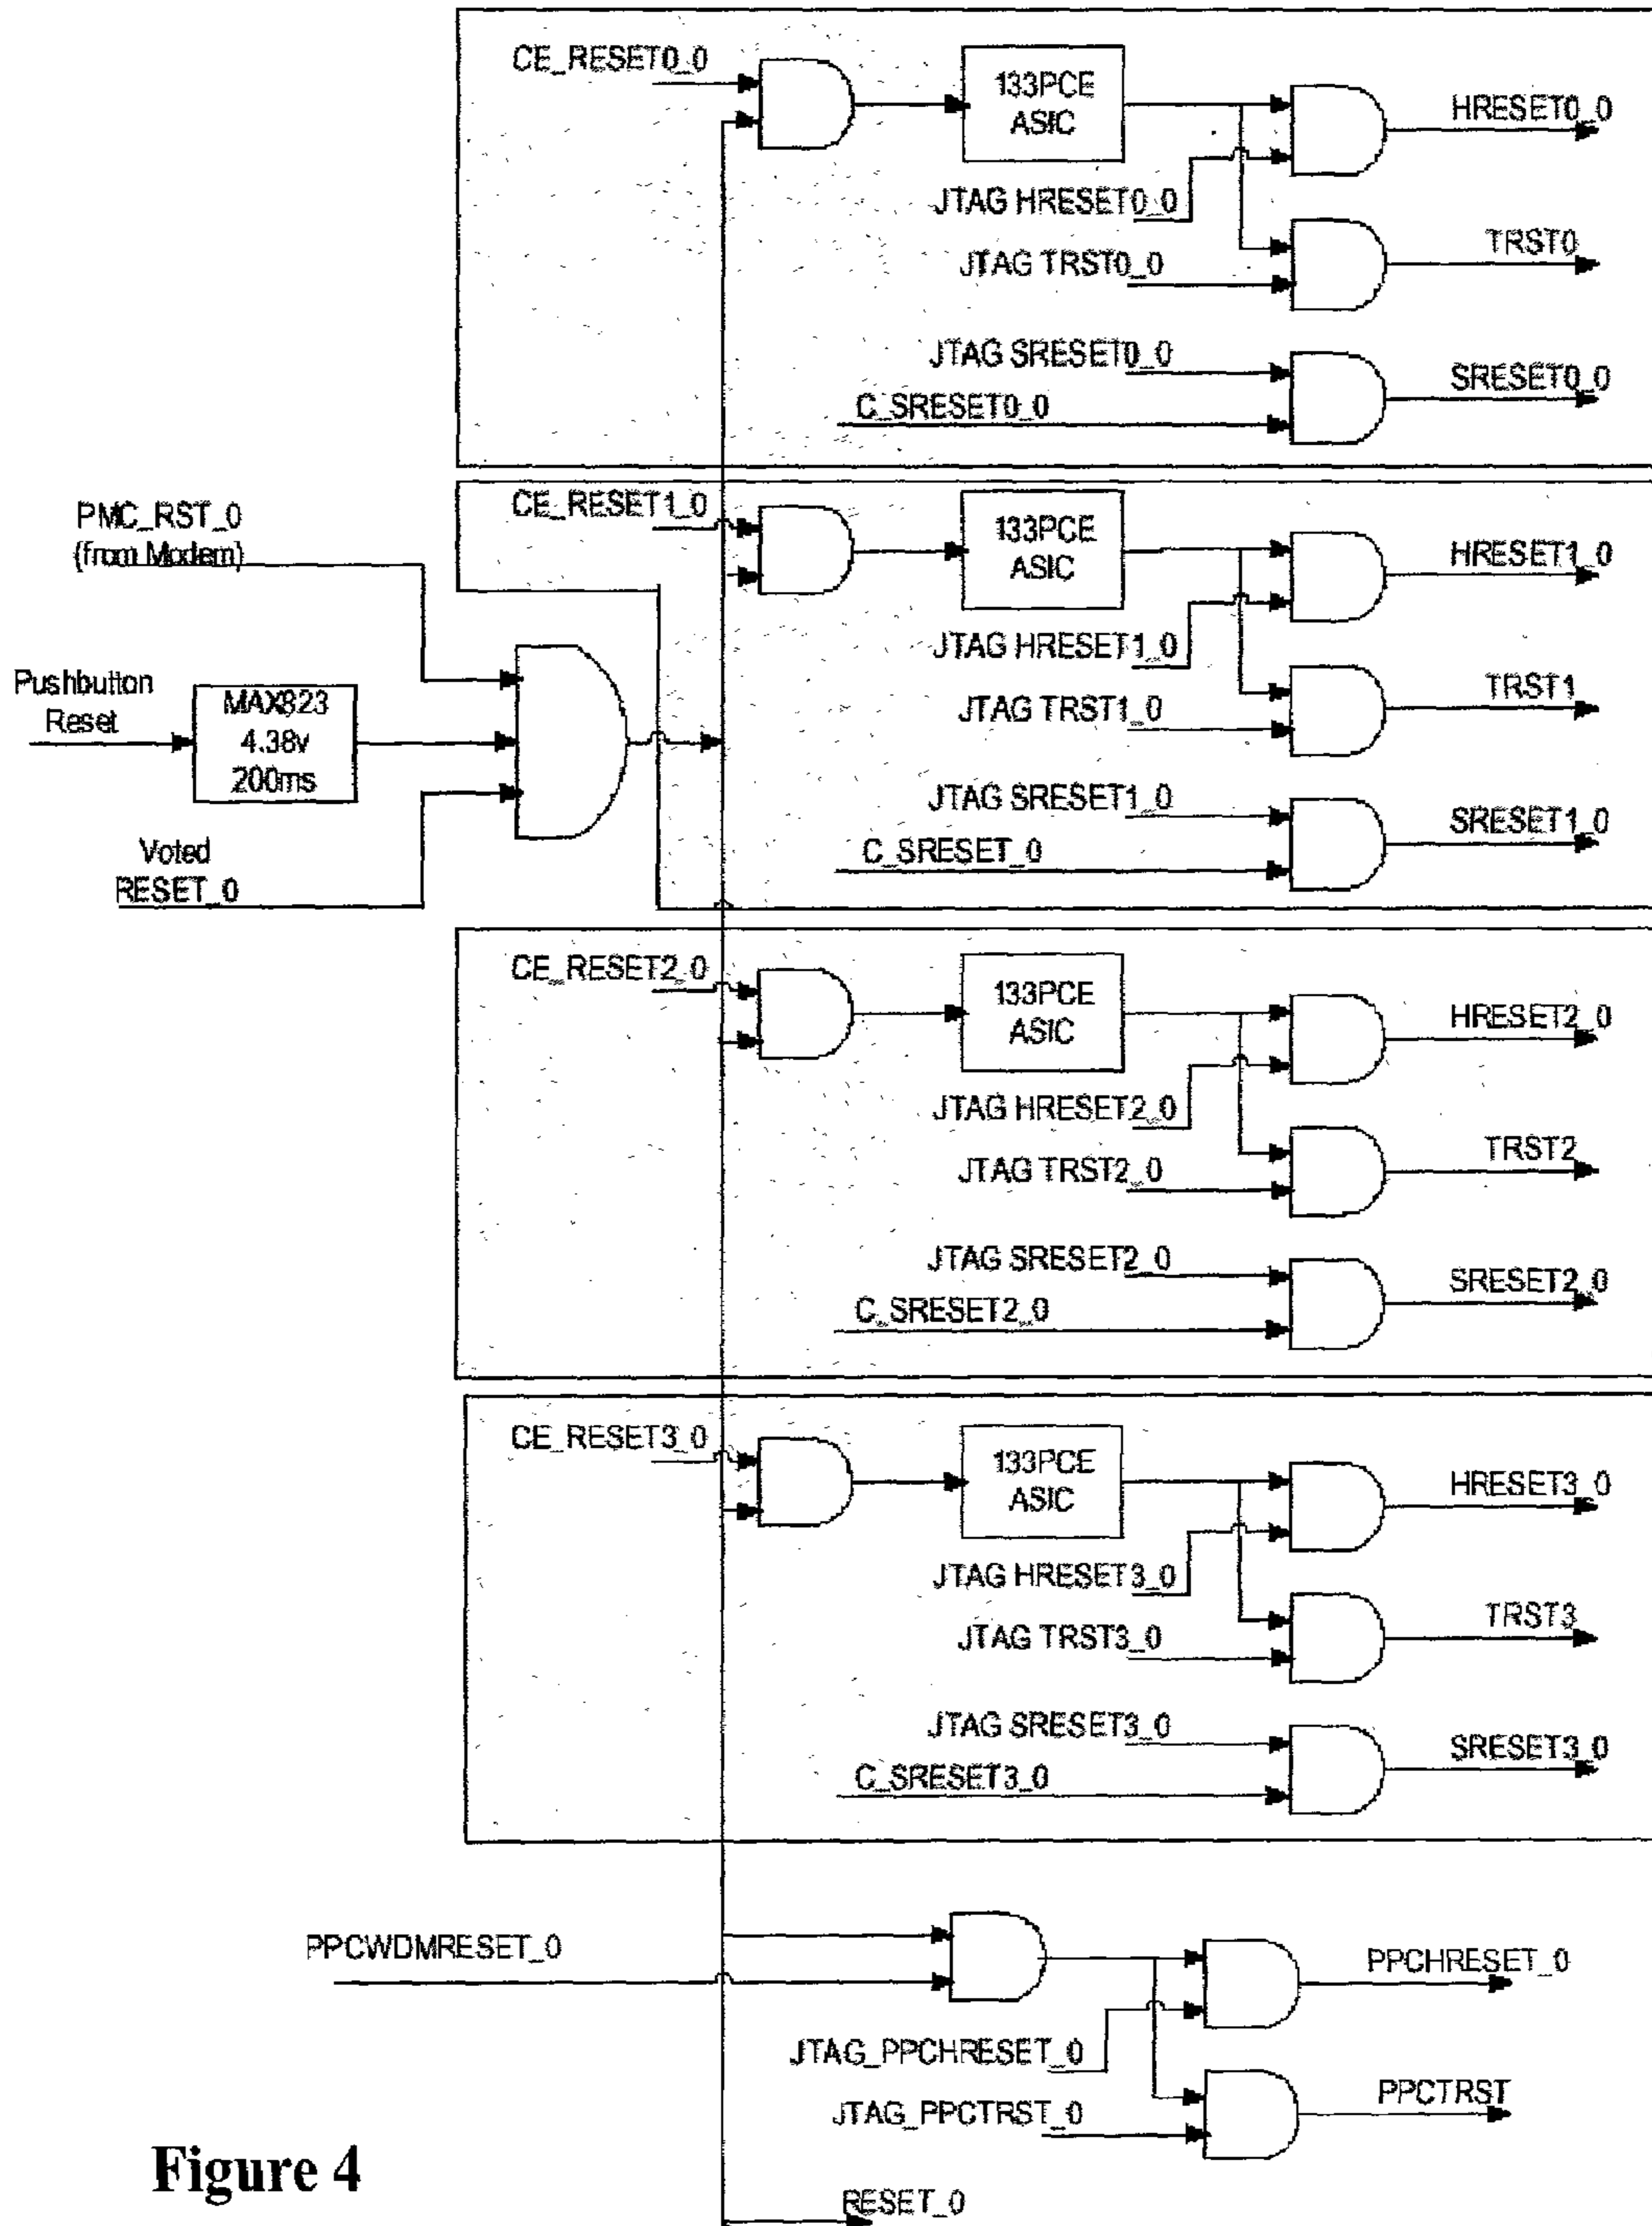 CE_RESET0_0
133PCE
ASIC
HRESET0_0
JTAG HRESET0_0
TRST0
JTAG TRST0_0
JTAG SRESET0_0
SRESET0_0
C_SRESET0_0
PMC_RST_0
(from Modem)
Pushbutton
Reset
MAX823
4.38v
200ms
Voted
RESET_0
CE_RESET1_0
133PCE
ASIC
HRESET1_0
JTAG HRESET1_0
TRST1
JTAG TRST1_0
JTAG SRESET1_0
SRESET1_0
C_SRESET_0
CE_RESET2_0
133PCE
ASIC
HRESET2_0
JTAG HRESET2_0
TRST2
JTAG TRST2_0
JTAG SRESET2_0
SRESET2_0
C_SRESET2_0
CE_RESET3_0
133PCE
ASIC
HRESET3_0
JTAG HRESET3_0
TRST3
JTAG TRST3_0
JTAG SRESET3_0
SRESET3_0
C_SRESET3_0
PPCWDMRESET_0
PPCHRESET_0
JTAG_PPCHRESET_0
PPCTRST
JTAG_PPCTRST_0
RESET_0
Figure 4